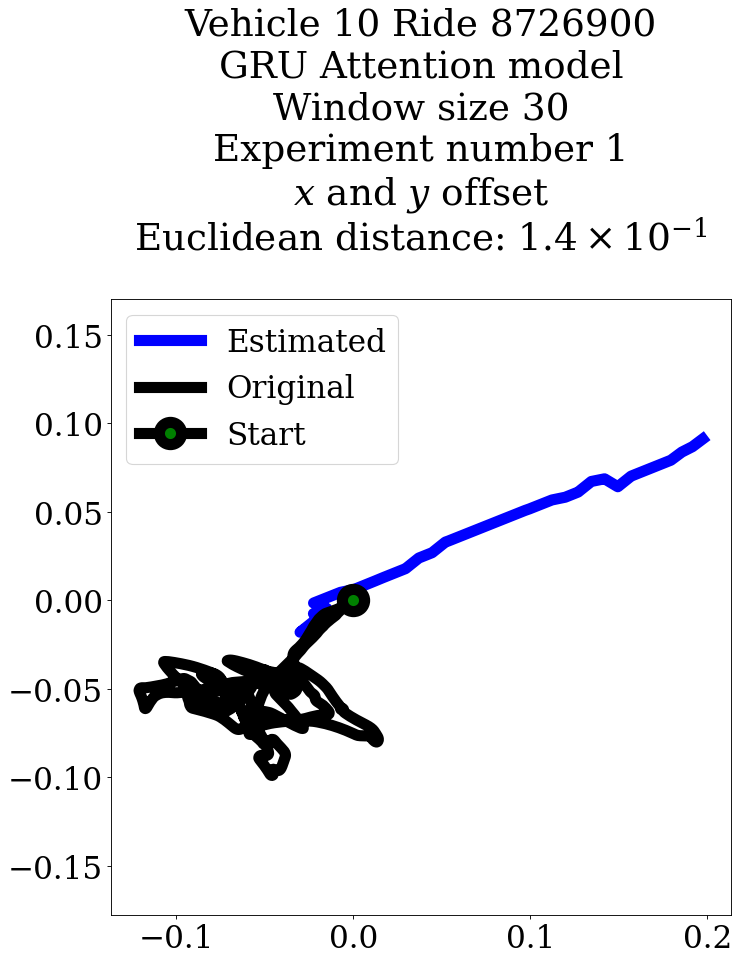 Vehicle 10 Ride 8726900
GRU Attention model
Window size 30
Experiment number 1
x and y offset
Euclidean distance: 1.4 × 10⁻¹
Estimated
Original
Start
0.15
0.10
0.05
0.00
−0.05
−0.10
−0.15
−0.1 0.0 0.1 0.2